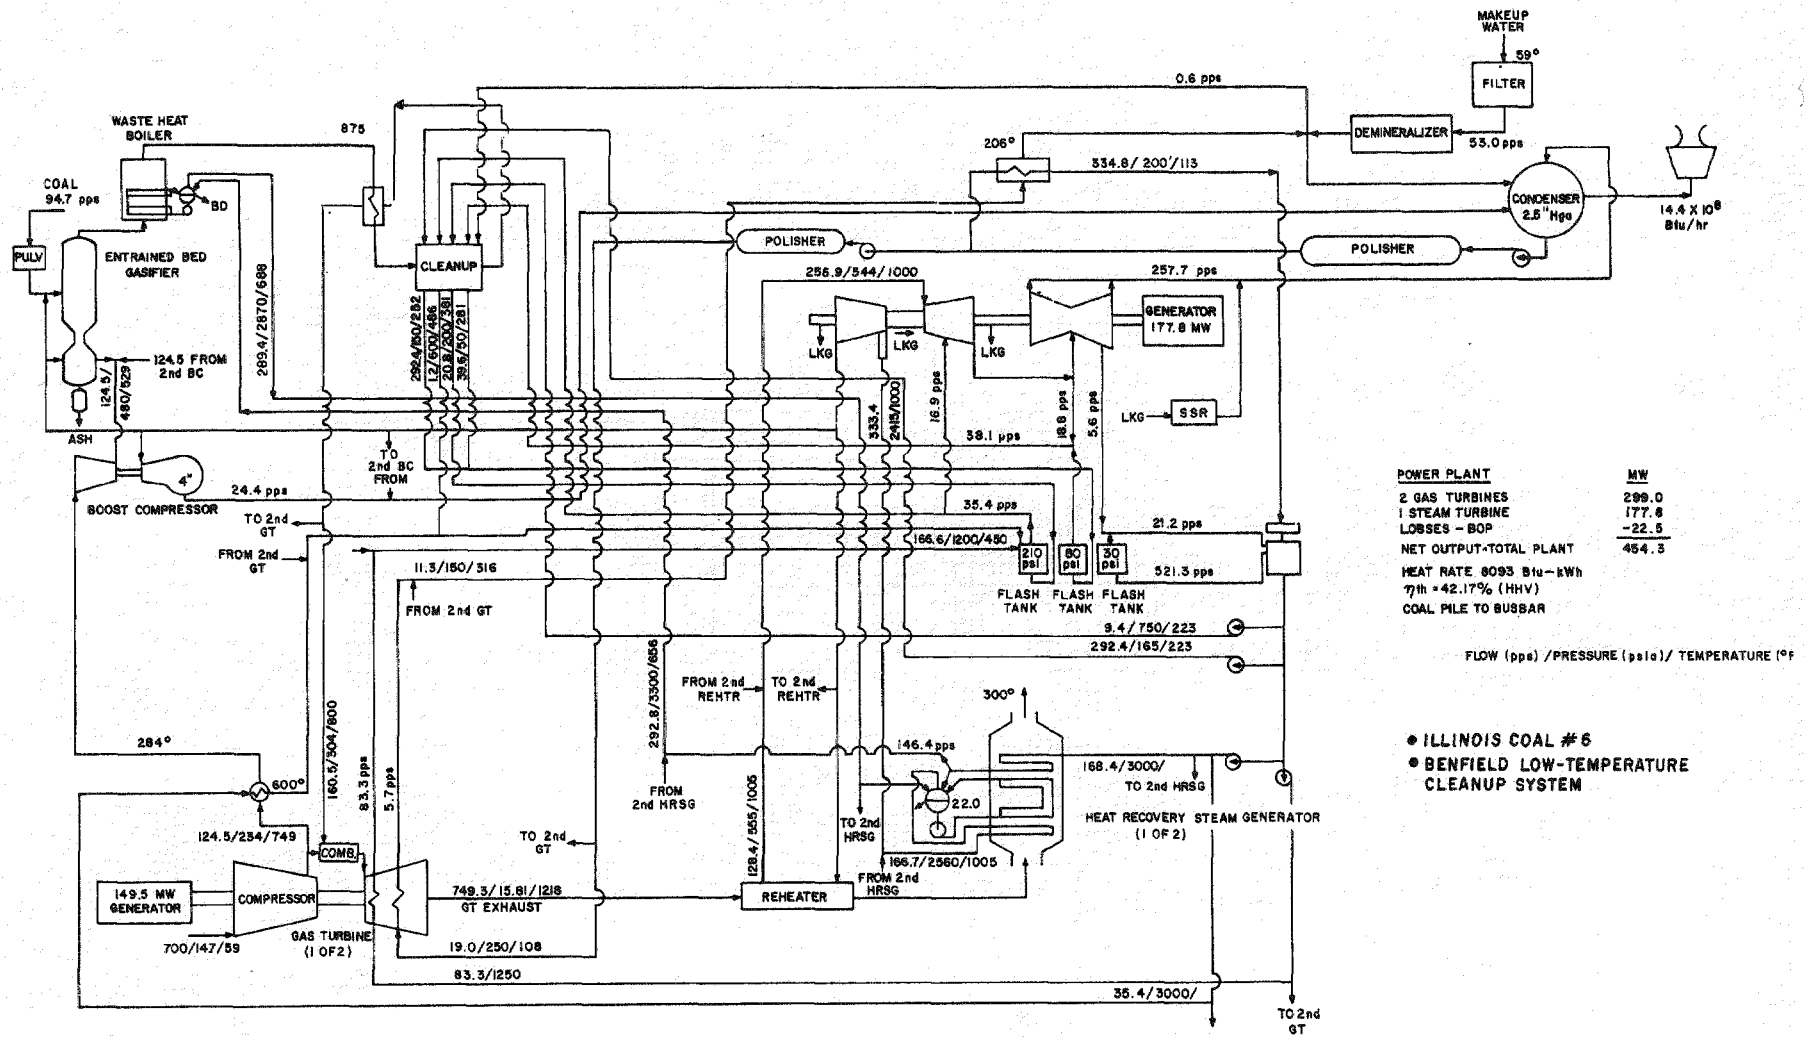 MAKEUP
WATER
59°
FILTER
0.6 pps
DEMINERALIZER
53.0 pps
WASTE HEAT
BOILER
875
206°
334.8/ 200/113
COAL
94.7 pps
BD
CONDENSER
2.5"Hga
14.4 X 10⁸
Btu/hr
PULV
ENTRAINED BED
GASIFIER
CLEANUP
POLISHER
POLISHER
256.9/544/1000
257.7 pps
GENERATOR
177.8 MW
LKG
LKG
LKG
289.4/2870/688
292.4/150/252
1.2/600/486
20.8/200/381
39.6/50/281
124.5 FROM
2nd BC
124.5/
480/529
ASH
333.4
2415/1000
16.9 pps
18.8 pps
5.6 pps
LKG
SSR
38.1 pps
TO
2nd BC
FROM
4"
24.4 pps
BOOST COMPRESSOR
TO 2nd
GT
35.4 pps
21.2 pps
FROM 2nd
GT
166.6/1200/450
210
psi
80
psi
30
psi
11.3/150/316
521.3 pps
FROM 2nd GT
FLASH
TANK
FLASH
TANK
FLASH
TANK
POWER PLANT
MW
2 GAS TURBINES
299.0
1 STEAM TURBINE
177.8
LOSSES - BOP
-22.5
NET OUTPUT-TOTAL PLANT
454.3
HEAT RATE 8093 Btu-kWh
ηth = 42.17% (HHV)
COAL PILE TO BUSBAR
9.4/750/223
292.4/165/223
FLOW (pps) /PRESSURE (psia)/ TEMPERATURE (°F
FROM 2nd
REHTR
TO 2nd
REHTR
292.8/3300/656
300°
284°
146.4 pps
• ILLINOIS COAL #6
• BENFIELD LOW-TEMPERATURE
CLEANUP SYSTEM
600°
160.5/304/800
83.3 pps
5.7 pps
FROM
2nd HRSG
168.4/3000/
TO 2nd HRSG
22.0
HEAT RECOVERY STEAM GENERATOR
(1 OF 2)
TO 2nd
HRSG
124.5/234/749
TO 2nd
GT
128.4/555/1005
COMB.
166.7/2560/1005
FROM 2nd
HRSG
149.5 MW
GENERATOR
COMPRESSOR
749.3/15.81/1218
GT EXHAUST
REHEATER
GAS TURBINE
(1 OF 2)
700/14.7/59
19.0/250/108
83.3/1250
35.4/3000/
TO 2nd
GT